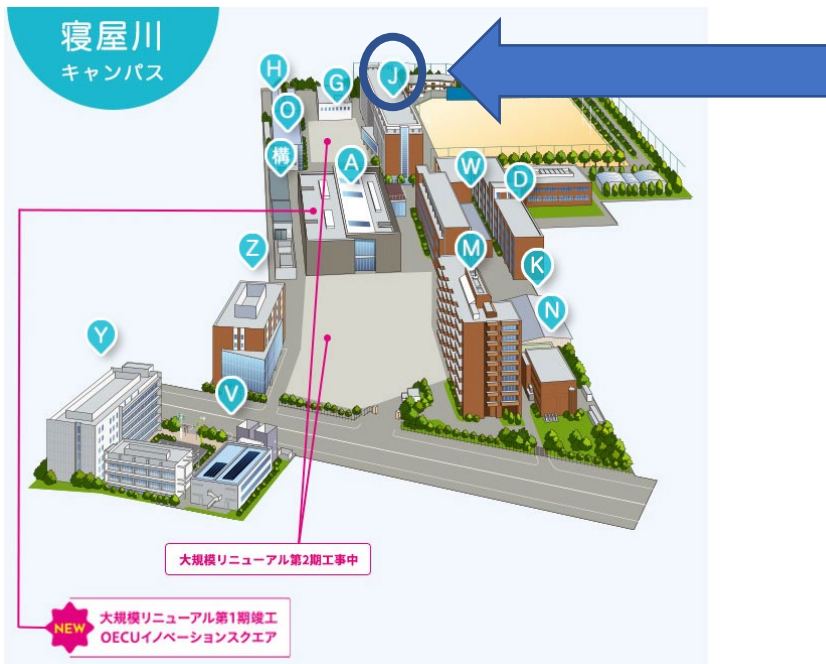 寝屋川
キャンパス
H
G
J
O
構
A
W
D
Z
M
K
N
Y
V
大規模リニューアル第2期工事中
NEW
大規模リニューアル第1期竣工
OECUイノベーションスクエア